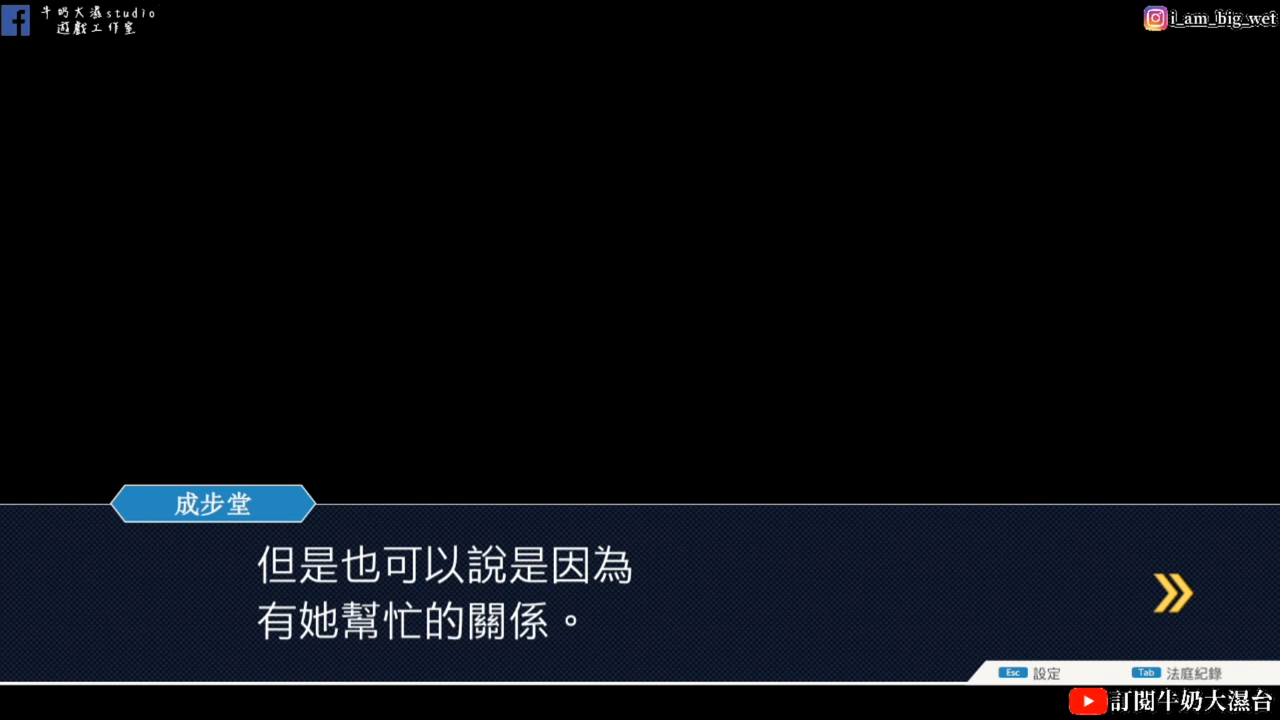 牛奶大濕studio
遊戲工作室
i_am_big_wet
成步堂
但是也可以說是因為
有她幫忙的關係。
Esc 設定
Tab 法庭紀錄
訂閱牛奶大濕台